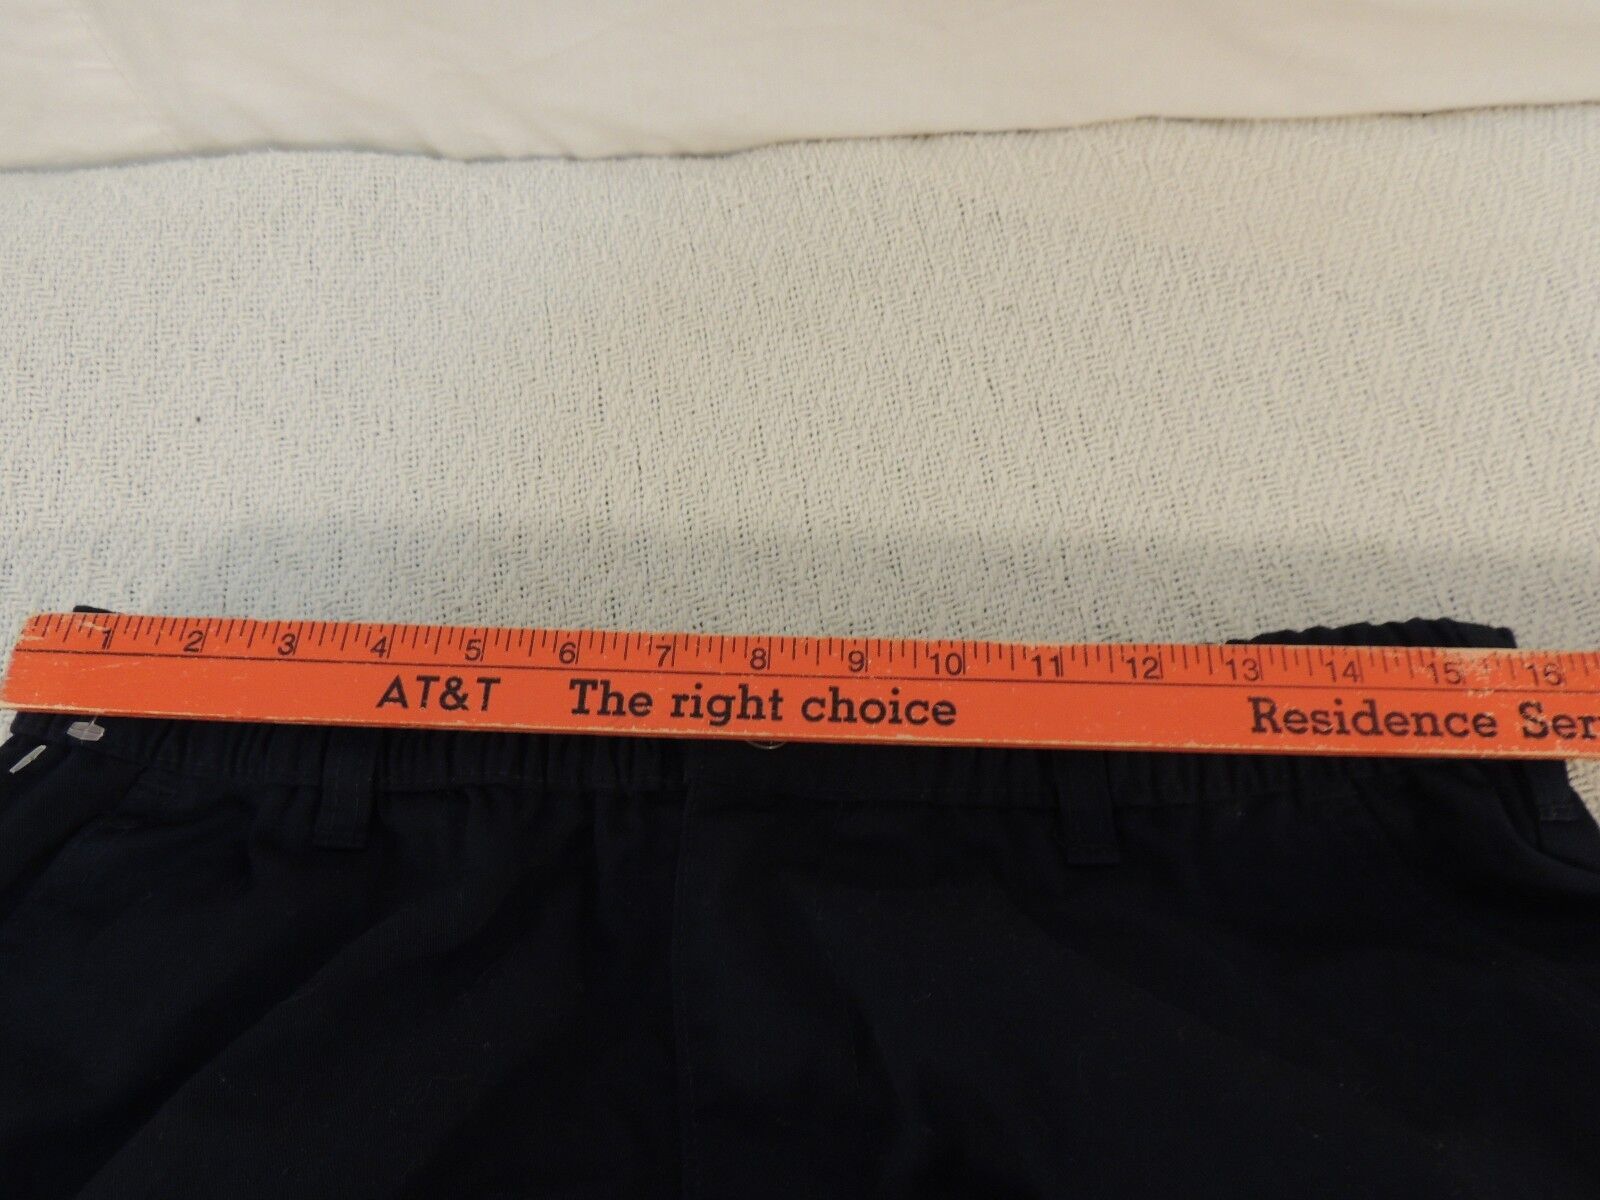 1 2 3 4 5 6 7 8 9 10 11 12 13 14 15 16
AT&T The right choice Residence Ser